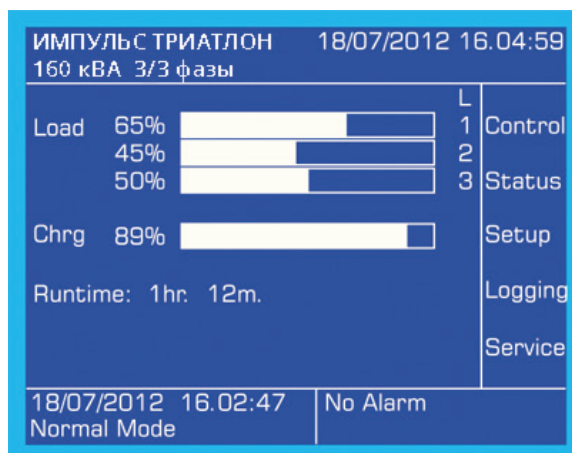 ИМПУЛЬС ТРИАТЛОН 18/07/2012 16.04:59
160 кВА 3/3 фазы
L
Load 65% 1 Control
45% 2
50% 3 Status
Chrg 89% Setup
Runtime: 1hr. 12m. Logging
Service
18/07/2012 16.02:47 No Alarm
Normal Mode